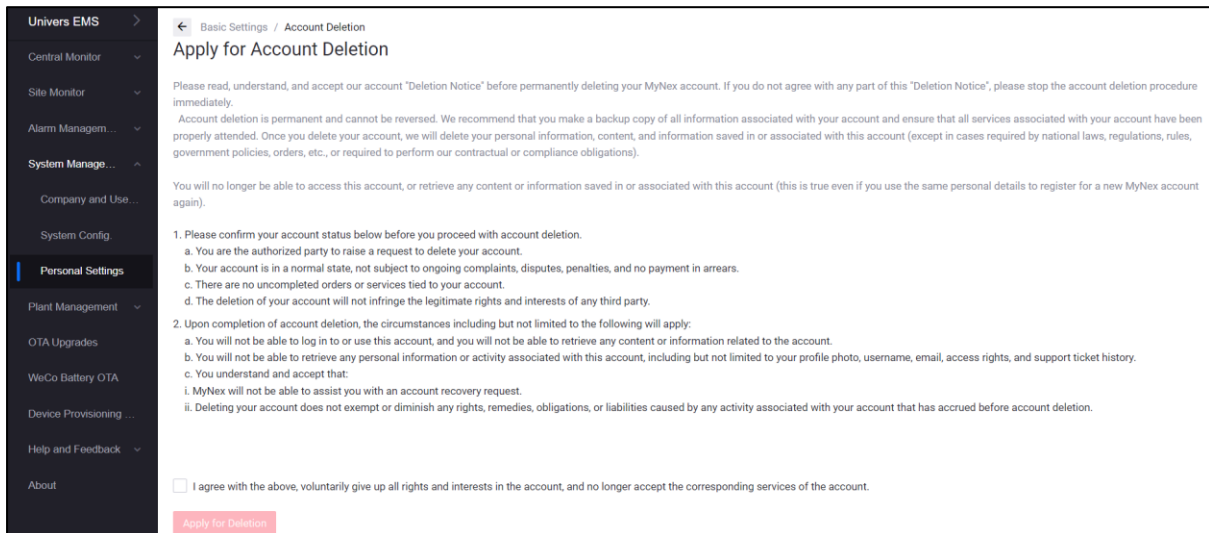 Univers EMS
Central Monitor
Site Monitor
Alarm Managem...
System Manage...
Company and Use...
System Config.
Personal Settings
Plant Management
OTA Upgrades
WeCo Battery OTA
Device Provisioning ...
Help and Feedback
About
Basic Settings / Account Deletion
Apply for Account Deletion
Please read, understand, and accept our account "Deletion Notice" before permanently deleting your MyNex account. If you do not agree with any part of this "Deletion Notice", please stop the account deletion procedure
immediately.
Account deletion is permanent and cannot be reversed. We recommend that you make a backup copy of all information associated with your account and ensure that all services associated with your account have been
properly attended. Once you delete your account, we will delete your personal information, content, and information saved in or associated with this account (except in cases required by national laws, regulations, rules,
government policies, orders, etc., or required to perform our contractual or compliance obligations).
You will no longer be able to access this account, or retrieve any content or information saved in or associated with this account (this is true even if you use the same personal details to register for a new MyNex account
again).
1. Please confirm your account status below before you proceed with account deletion.
a. You are the authorized party to raise a request to delete your account.
b. Your account is in a normal state, not subject to ongoing complaints, disputes, penalties, and no payment in arrears.
c. There are no uncompleted orders or services tied to your account.
d. The deletion of your account will not infringe the legitimate rights and interests of any third party.
2. Upon completion of account deletion, the circumstances including but not limited to the following will apply:
a. You will not be able to log in to or use this account, and you will not be able to retrieve any content or information related to the account.
b. You will not be able to retrieve any personal information or activity associated with this account, including but not limited to your profile photo, username, email, access rights, and support ticket history.
c. You understand and accept that:
i. MyNex will not be able to assist you with an account recovery request.
ii. Deleting your account does not exempt or diminish any rights, remedies, obligations, or liabilities caused by any activity associated with your account that has accrued before account deletion.
I agree with the above, voluntarily give up all rights and interests in the account, and no longer accept the corresponding services of the account.
Apply for Deletion